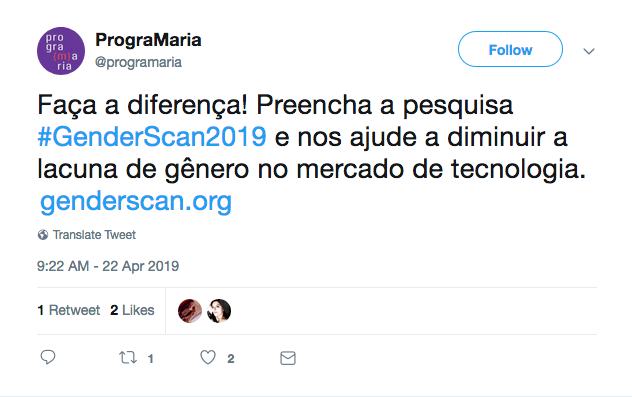 pro
gra
(m)a
ria
PrograMaria
@programaria
Follow
Faça a diferença! Preencha a pesquisa
#GenderScan2019 e nos ajude a diminuir a
lacuna de gênero no mercado de tecnologia.
genderscan.org
Translate Tweet
9:22 AM - 22 Apr 2019
1 Retweet 2 Likes
1 2